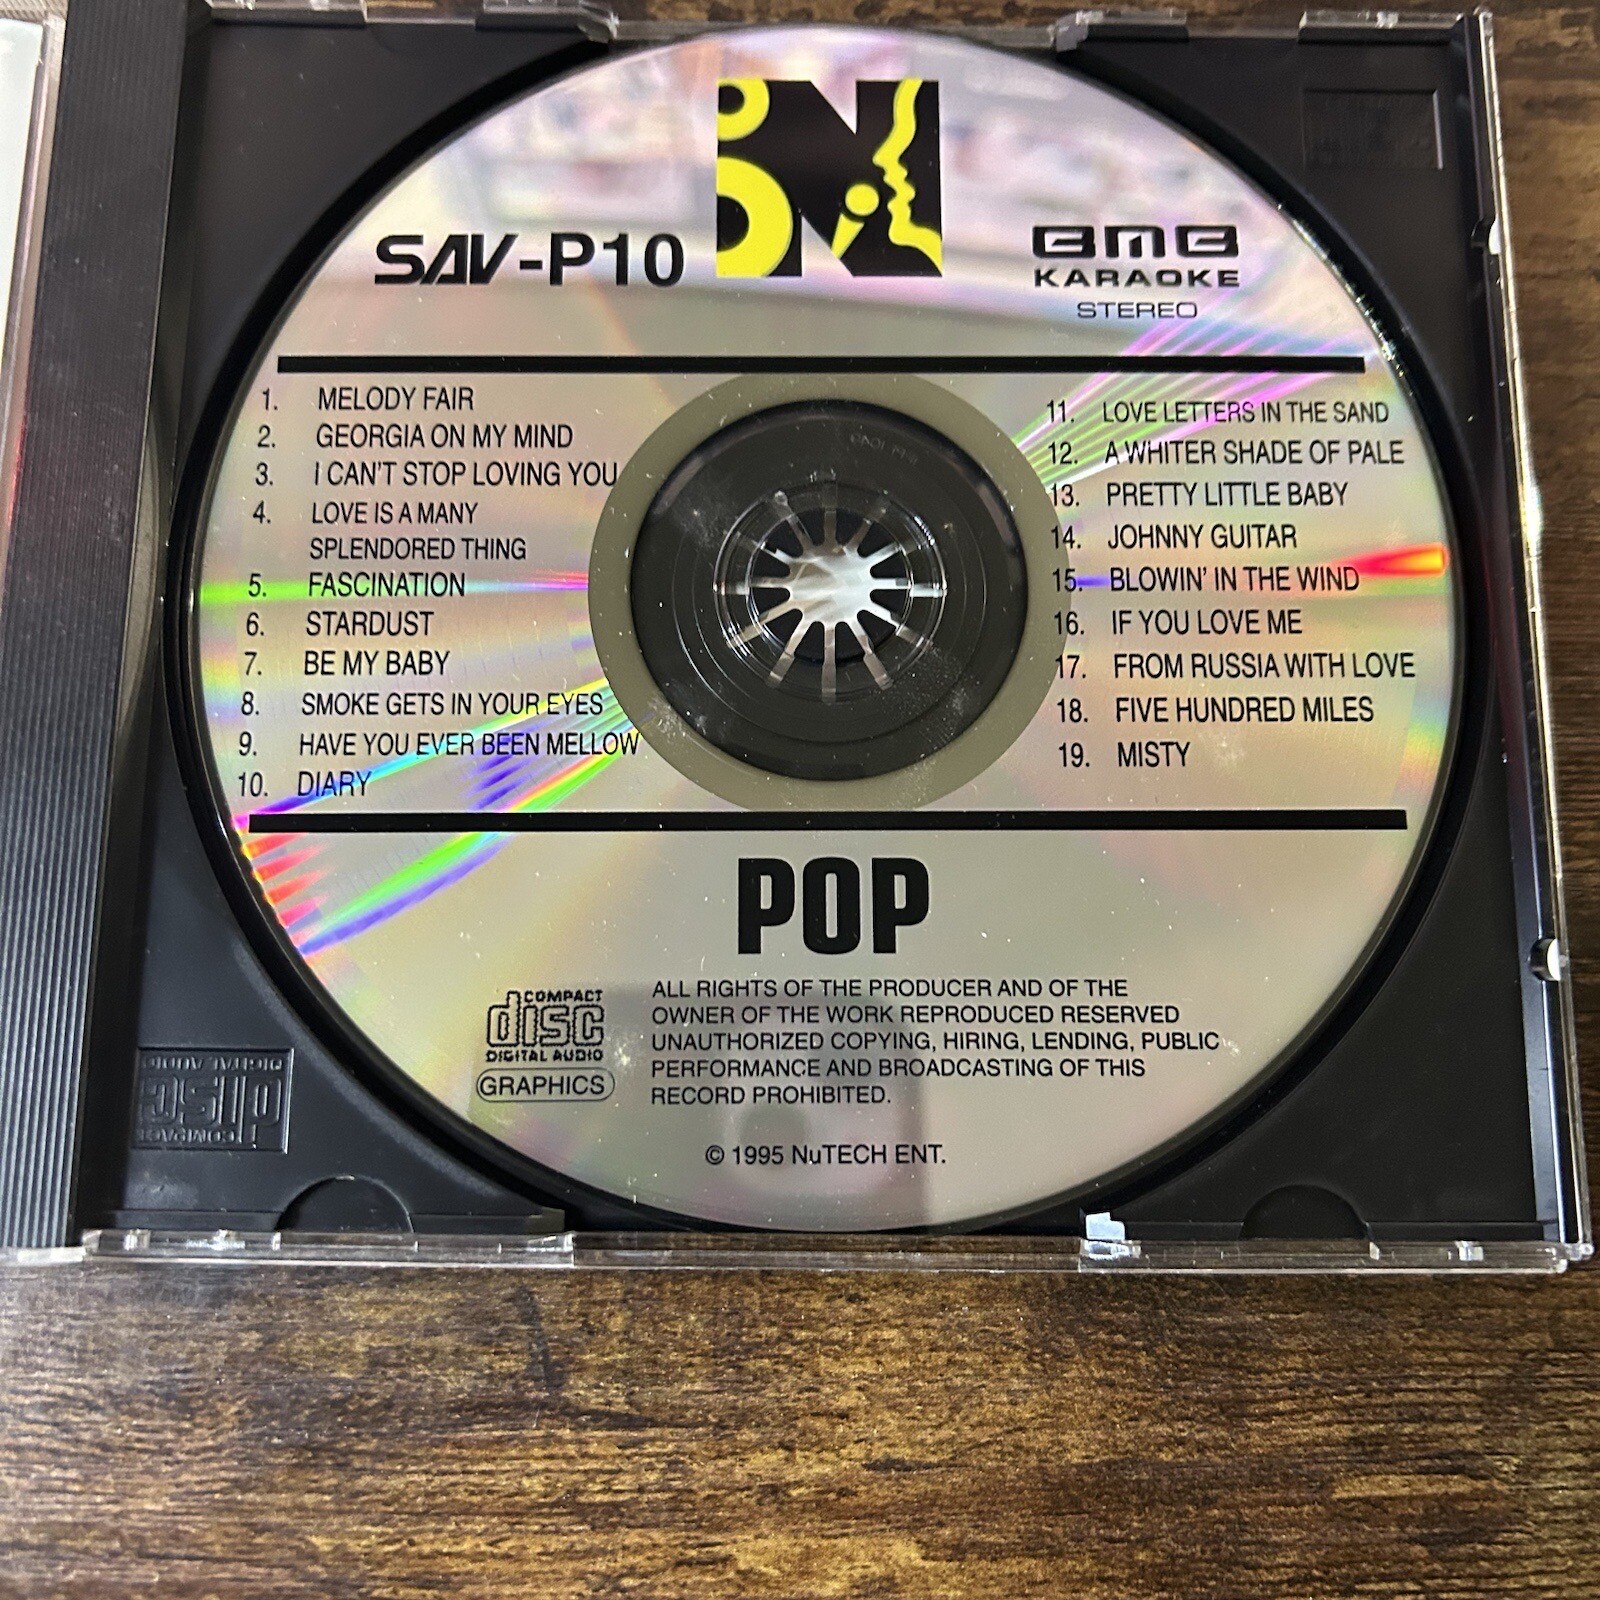 SAV-P10
BMB
KARAOKE
STEREO
1. MELODY FAIR
2. GEORGIA ON MY MIND
3. I CAN'T STOP LOVING YOU
4. LOVE IS A MANY
SPLENDORED THING
5. FASCINATION
6. STARDUST
7. BE MY BABY
8. SMOKE GETS IN YOUR EYES
9. HAVE YOU EVER BEEN MELLOW
10. DIARY
11. LOVE LETTERS IN THE SAND
12. A WHITER SHADE OF PALE
13. PRETTY LITTLE BABY
14. JOHNNY GUITAR
15. BLOWIN' IN THE WIND
16. IF YOU LOVE ME
17. FROM RUSSIA WITH LOVE
18. FIVE HUNDRED MILES
19. MISTY
POP
COMPACT
disc
DIGITAL AUDIO
GRAPHICS
ALL RIGHTS OF THE PRODUCER AND OF THE
OWNER OF THE WORK REPRODUCED RESERVED
UNAUTHORIZED COPYING, HIRING, LENDING, PUBLIC
PERFORMANCE AND BROADCASTING OF THIS
RECORD PROHIBITED.
© 1995 NuTECH ENT.
COMPACT
disc
DIGITAL AUDIO